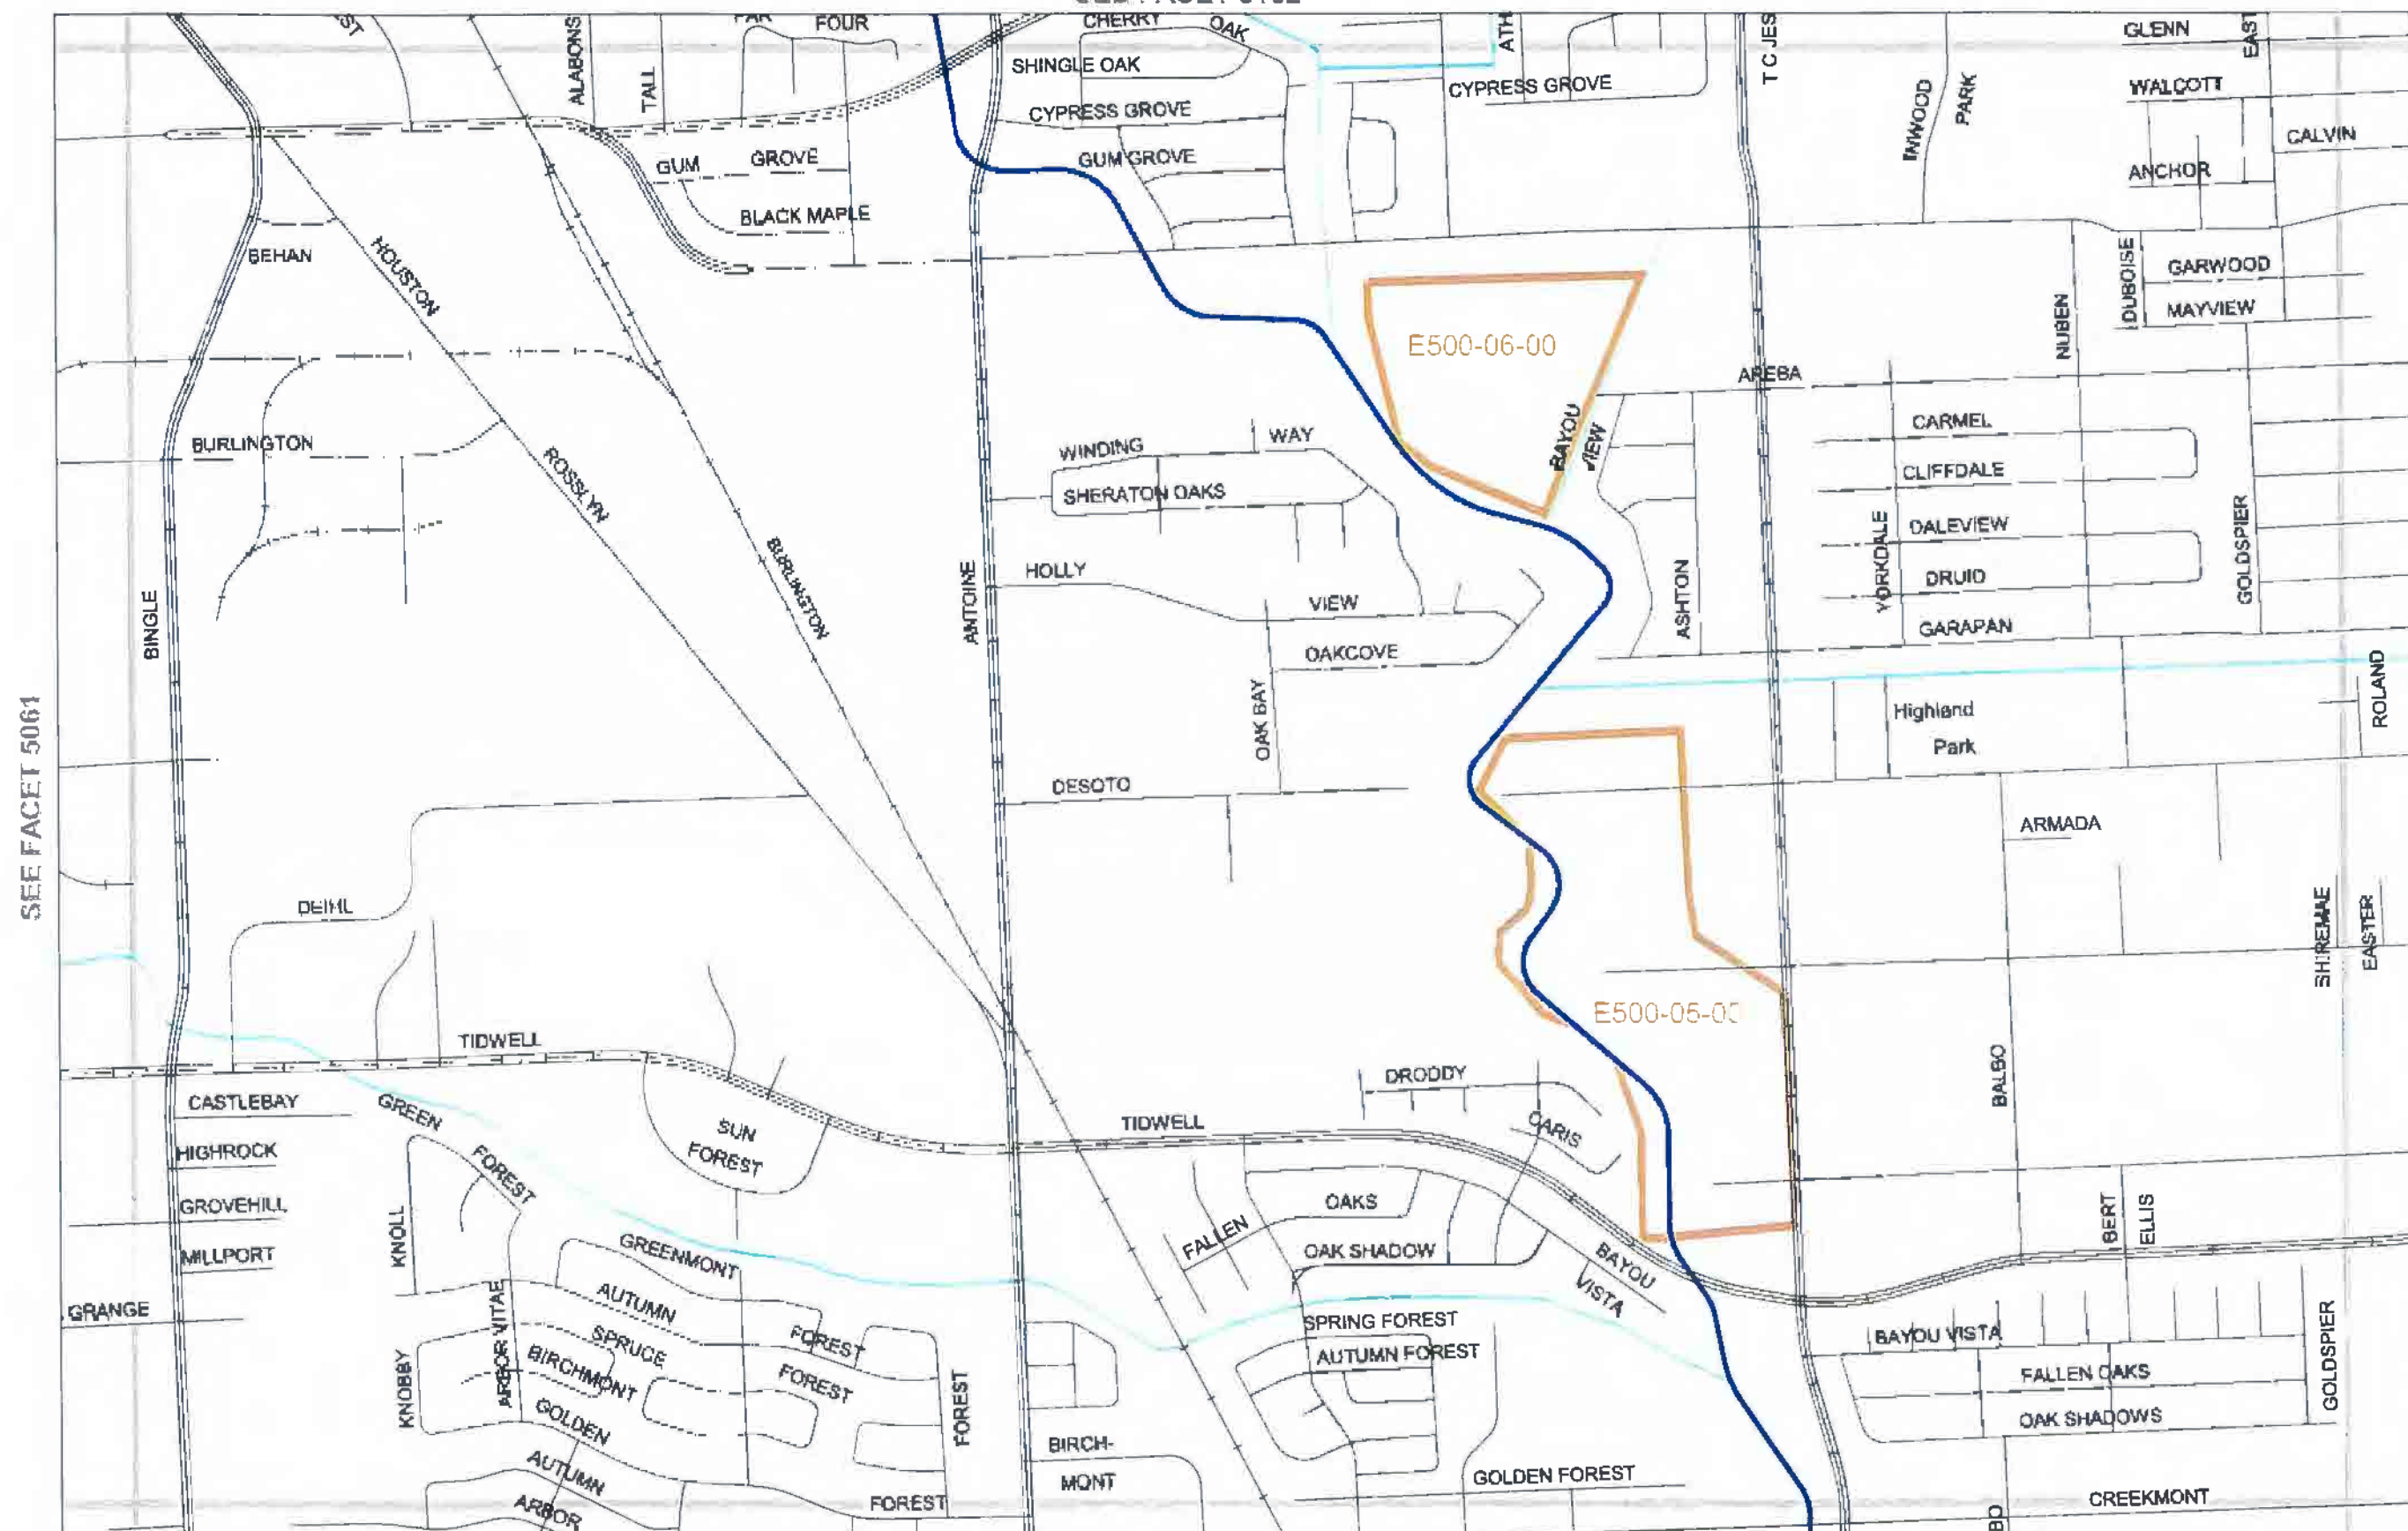 FOUR
CHERRY
OAK
ATH
T C JES
GLENN
EAST
ALABONS
TALL
SHINGLE OAK
CYPRESS GROVE
CYPRESS GROVE
INWOOD
PARK
WALCOTT
CALVIN
GUM
GROVE
GUM GROVE
ANCHOR
BLACK MAPLE
BEHAN
HOUSTON
DUBOISE
GARWOOD
MAYVIEW
NUBEN
E500-06-00
AREBA
BURLINGTON
ROSSLYN
WINDING
WAY
BAYOU
VIEW
CARMEL
SHERATON OAKS
CLIFFDALE
YORKDALE
DALEVIEW
GOLDSPIER
BINGLE
BURLINGTON
ANTOINE
HOLLY
VIEW
ASHTON
DRUID
OAKCOVE
GARAPAN
SEE FACET 5061
OAK BAY
Highland
Park
ROLAND
DESOTO
ARMADA
DEIHL
SHIREMAE
EASTER
E500-05-00
TIDWELL
BALBO
CASTLEBAY
GREEN
FOREST
SUN
FOREST
TIDWELL
DRODDY
CARIS
HIGHROCK
GROVEHILL
MILLPORT
KNOLL
GREENMONT
FALLEN
OAKS
OAK SHADOW
BAYOU
VISTA
BERT
ELLIS
GRANGE
ARBOR VITAE
AUTUMN
FOREST
SPRUCE
FOREST
BIRCHMONT
KNOBBY
GOLDEN
FOREST
SPRING FOREST
AUTUMN FOREST
BAYOU VISTA
FALLEN OAKS
OAK SHADOWS
GOLDSPIER
AUTUMN
ARBOR
FOREST
BIRCH-
MONT
GOLDEN FOREST
CREEKMONT
BO